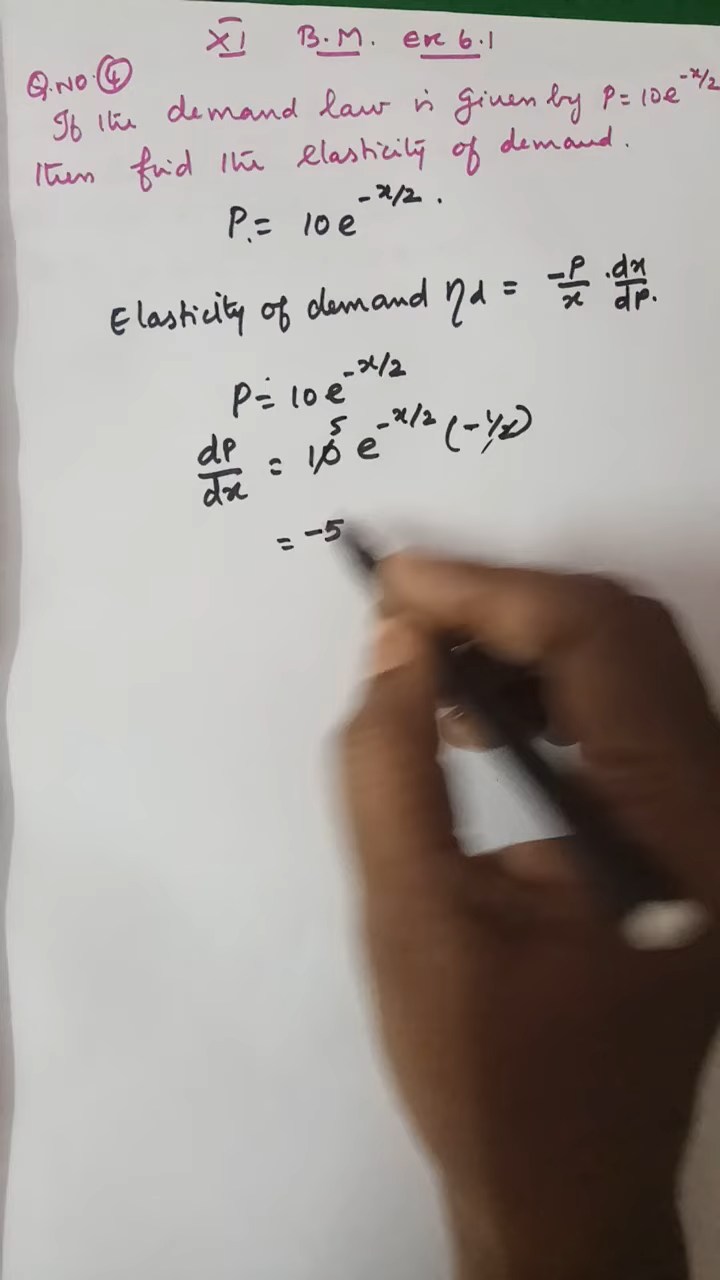 XI B.M. ex 6.1
Q.NO.④
If the demand law is given by P = 10e^{-x/2}
then find the elasticity of demand.
P = 10e^{-x/2}.
Elasticity of demand ηd = -P/x · dx/dP.
P = 10e^{-x/2}
dP/dx = 10 5 e^{-x/2} (-1/2)
= -5